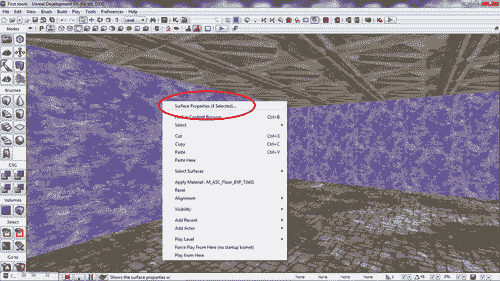 First room - Unreal Development Kit (64-bit, DX9)
File Edit View Brush Build Play Tools Preferences Help
Modes
Local
Brushes
CSG
Volumes
Select
Go to
Surface Properties (4 Selected)...
Find in Content Browser Ctrl+B
Select
Cut Ctrl+X
Copy Ctrl+C
Paste Ctrl+V
Paste Here
Select Surfaces
Apply Material : M_ASC_Floor_BSP_Tile01
Reset
Alignment
Visibility
Add Recent
Add Actor
Play Level
Force Play From Here (no startup kismet)
Play from Here
Shows the surface properties w
None None None None